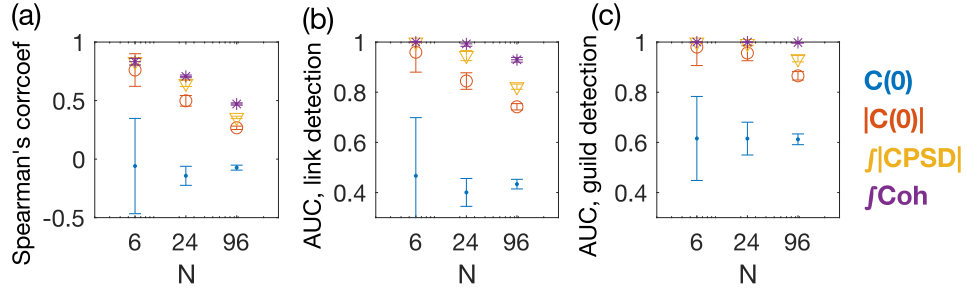 (a)
Spearman's corrcoef
1
0.5
0
-0.5
6 24 96
N
(b)
AUC, link detection
1
0.8
0.6
0.4
6 24 96
N
(c)
AUC, guild detection
1
0.8
0.6
0.4
6 24 96
N
C(0)
|C(0)|
∫|CPSD|
∫Coh